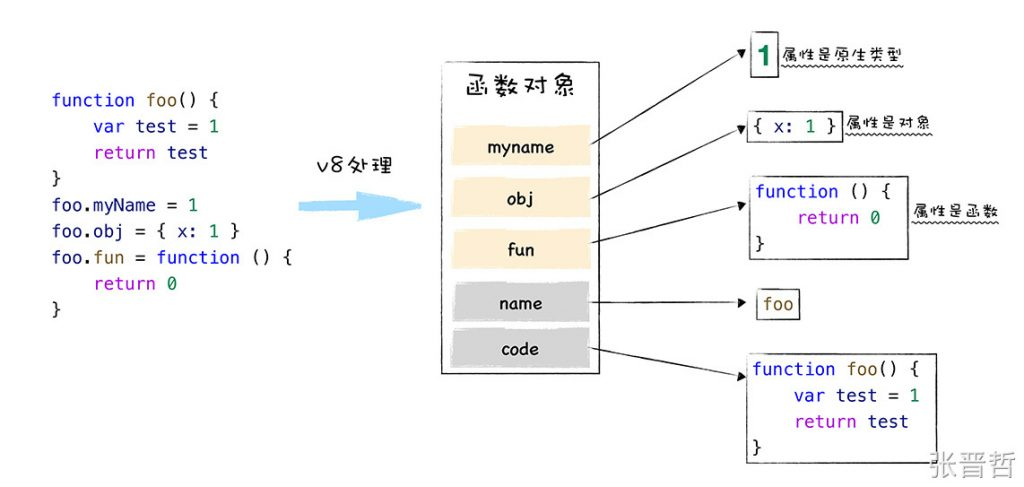 function foo() {
    var test = 1
    return test
}
foo.myName = 1
foo.obj = { x: 1 }
foo.fun = function () {
    return 0
}
v8处理
函数对象
myname
obj
fun
name
code
1 属性是原生类型
{ x: 1 } 属性是对象
function () {
    return 0
}
属性是函数
foo
function foo() {
    var test = 1
    return test
}
张晋哲